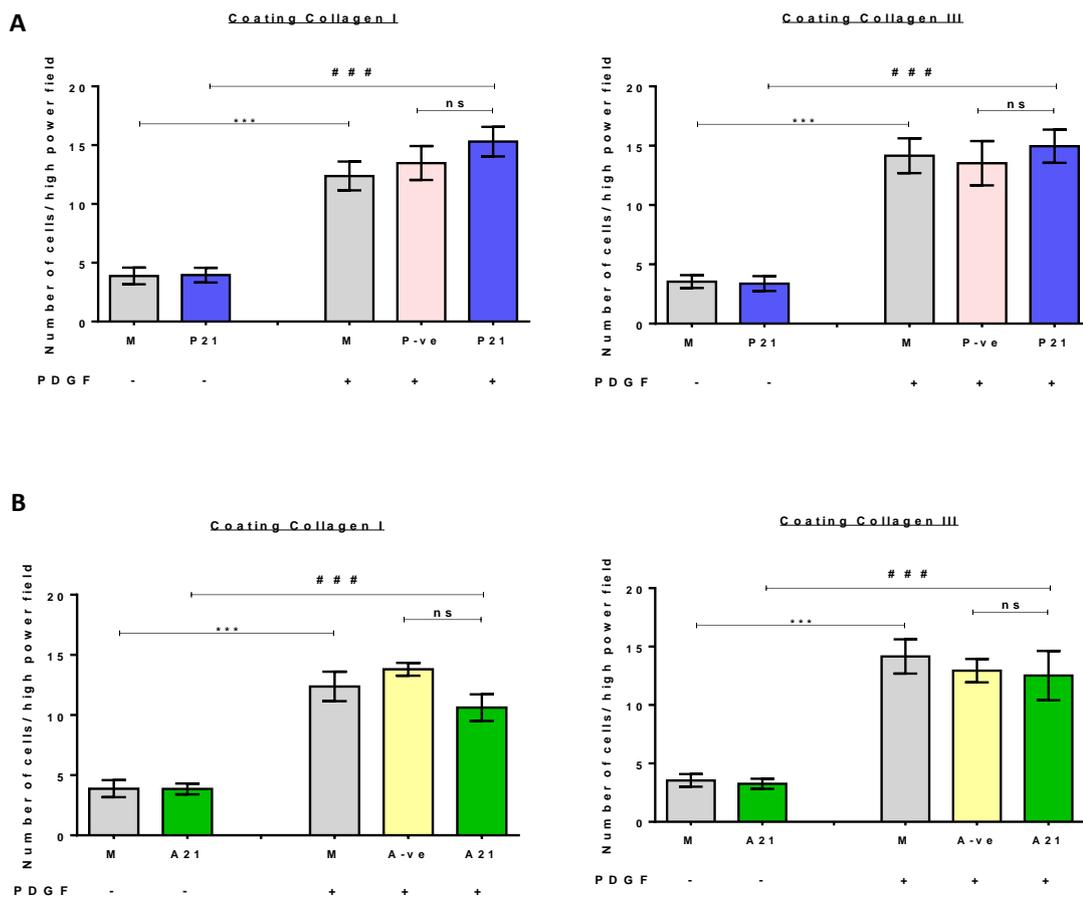 A
Coating Collagen I
Number of cells/high power field
# # #
ns
***
20
15
10
5
0
M P21 M P-ve P21
PDGF - - + + +
Coating Collagen III
Number of cells/high power field
# # #
ns
***
20
15
10
5
0
M P21 M P-ve P21
PDGF - - + + +
B
Coating Collagen I
Number of cells/high power field
# # #
ns
***
20
15
10
5
0
M A21 M A-ve A21
PDGF - - + + +
Coating Collagen III
Number of cells/high power field
# # #
ns
***
20
15
10
5
0
M A21 M A-ve A21
PDGF - - + + +